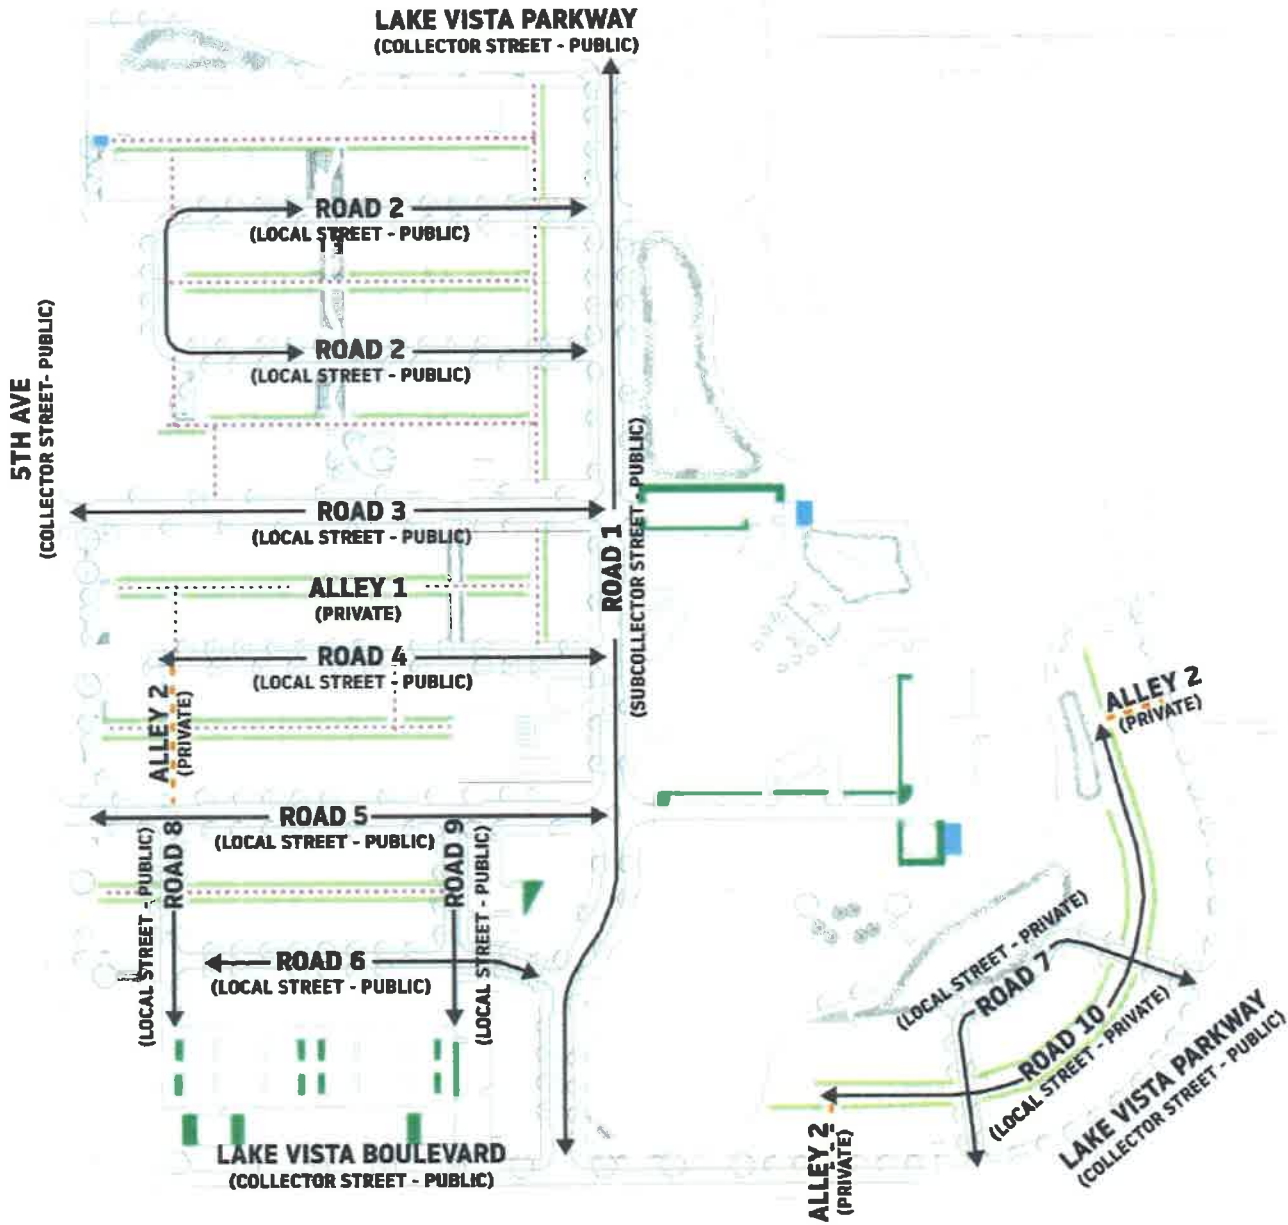 LAKE VISTA PARKWAY
(COLLECTOR STREET - PUBLIC)
ROAD 2
(LOCAL STREET - PUBLIC)
ROAD 2
(LOCAL STREET - PUBLIC)
5TH AVE
(COLLECTOR STREET- PUBLIC)
ROAD 3
(LOCAL STREET - PUBLIC)
ROAD 1
(SUBCOLLECTOR STREET - PUBLIC)
ALLEY 1
(PRIVATE)
ROAD 4
(LOCAL STREET - PUBLIC)
ALLEY 2
(PRIVATE)
ALLEY 2
(PRIVATE)
ROAD 5
(LOCAL STREET - PUBLIC)
ROAD 8
(LOCAL STREET - PUBLIC)
ROAD 9
(LOCAL STREET - PUBLIC)
ROAD 6
(LOCAL STREET - PUBLIC)
(LOCAL STREET - PRIVATE)
ROAD 7
ROAD 10
(LOCAL STREET - PRIVATE)
LAKE VISTA PARKWAY
(COLLECTOR STREET - PUBLIC)
LAKE VISTA BOULEVARD
(COLLECTOR STREET - PUBLIC)
ALLEY 2
(PRIVATE)